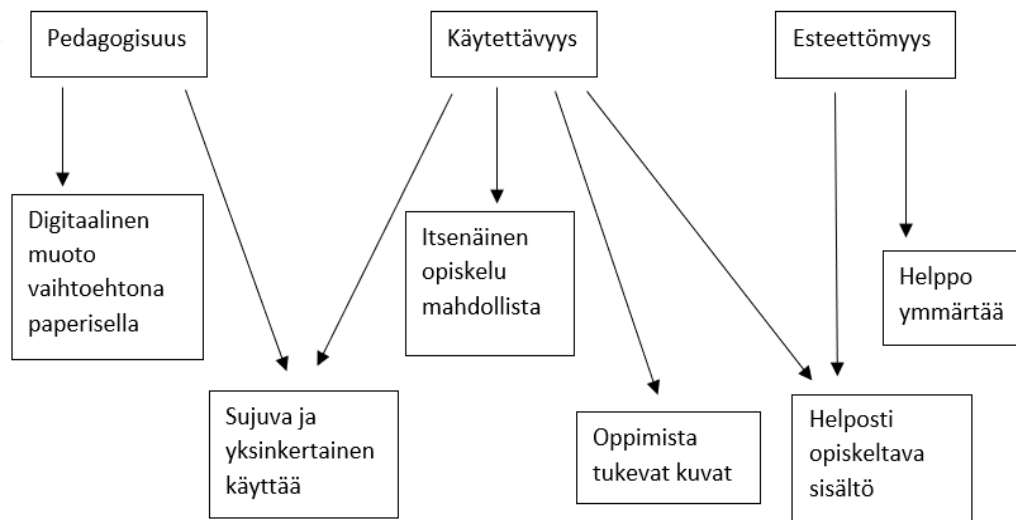 Pedagogisuus
Käytettävyys
Esteettömyys
Digitaalinen
muoto
vaihtoehtona
paperisella
Itsenäinen
opiskelu
mahdollista
Helppo
ymmärtää
Sujuva ja
yksinkertainen
käyttää
Oppimista
tukevat kuvat
Helposti
opiskeltava
sisältö